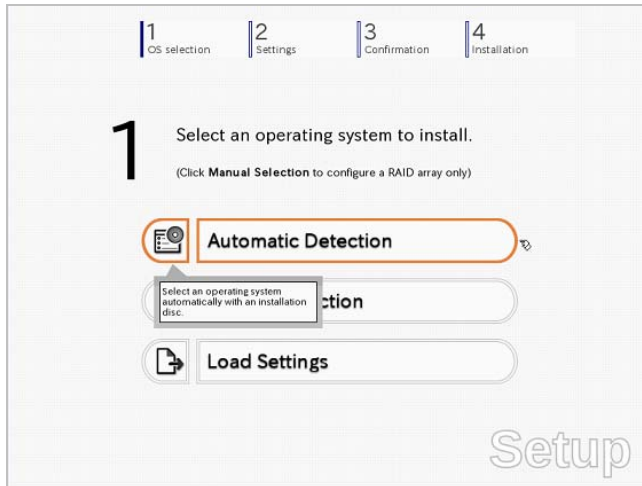 1
OS selection
2
Settings
3
Confirmation
4
Installation
1
Select an operating system to install.
(Click Manual Selection to configure a RAID array only)
Automatic Detection
Select an operating system
automatically with an installation
disc.
ction
Load Settings
Setup